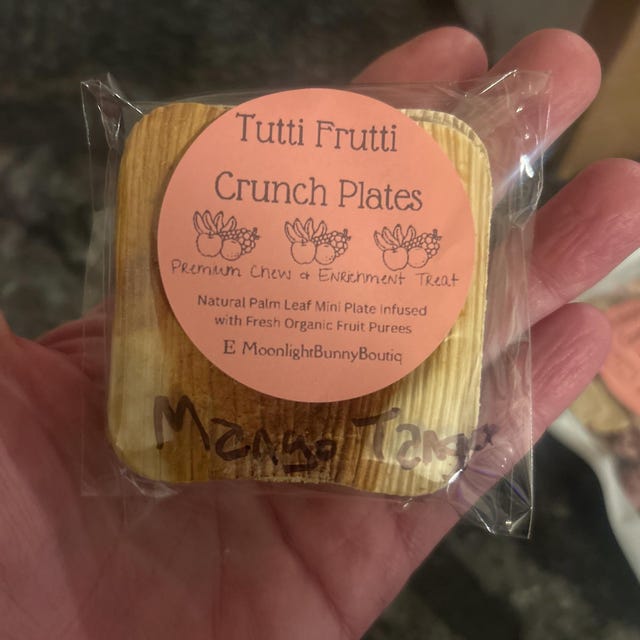 Tutti Frutti
Crunch Plates
Premium Chew & Enrichment Treat
Natural Palm Leaf Mini Plate Infused
with Fresh Organic Fruit Purees
E MoonlightBunnyBoutiq
Mango